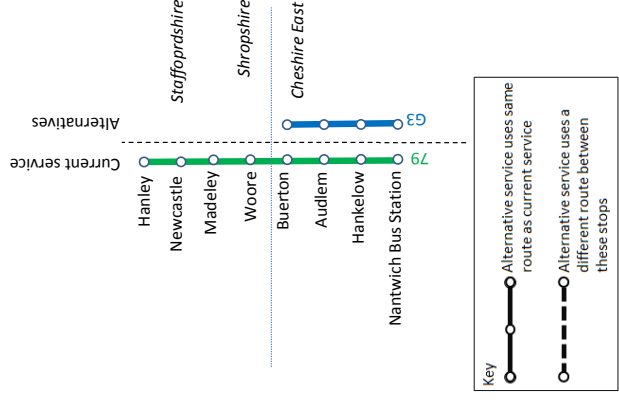 Staffoprdshire
Shropshire
Cheshire East
Alternatives
G3
Current service
79
Hanley
Newcastle
Madeley
Woore
Buerton
Audlem
Hankelow
Nantwich Bus Station
Key
Alternative service uses same
route as current service
Alternative service uses a
different route between
these stops